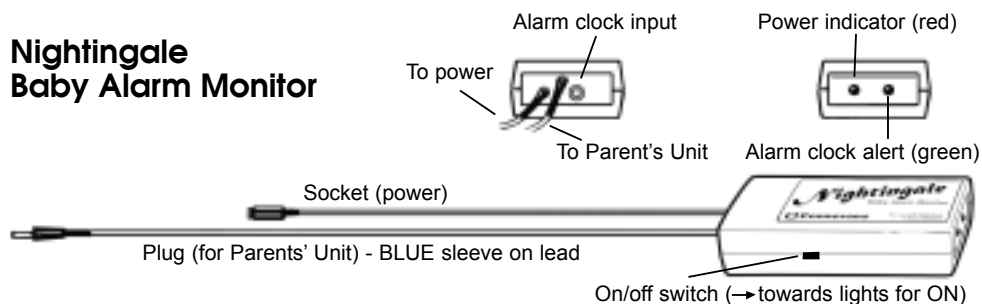 Nightingale
Baby Alarm Monitor
Alarm clock input
To power
To Parent's Unit
Power indicator (red)
Alarm clock alert (green)
Socket (power)
Nightingale
Plug (for Parents' Unit) - BLUE sleeve on lead
On/off switch (→towards lights for ON)